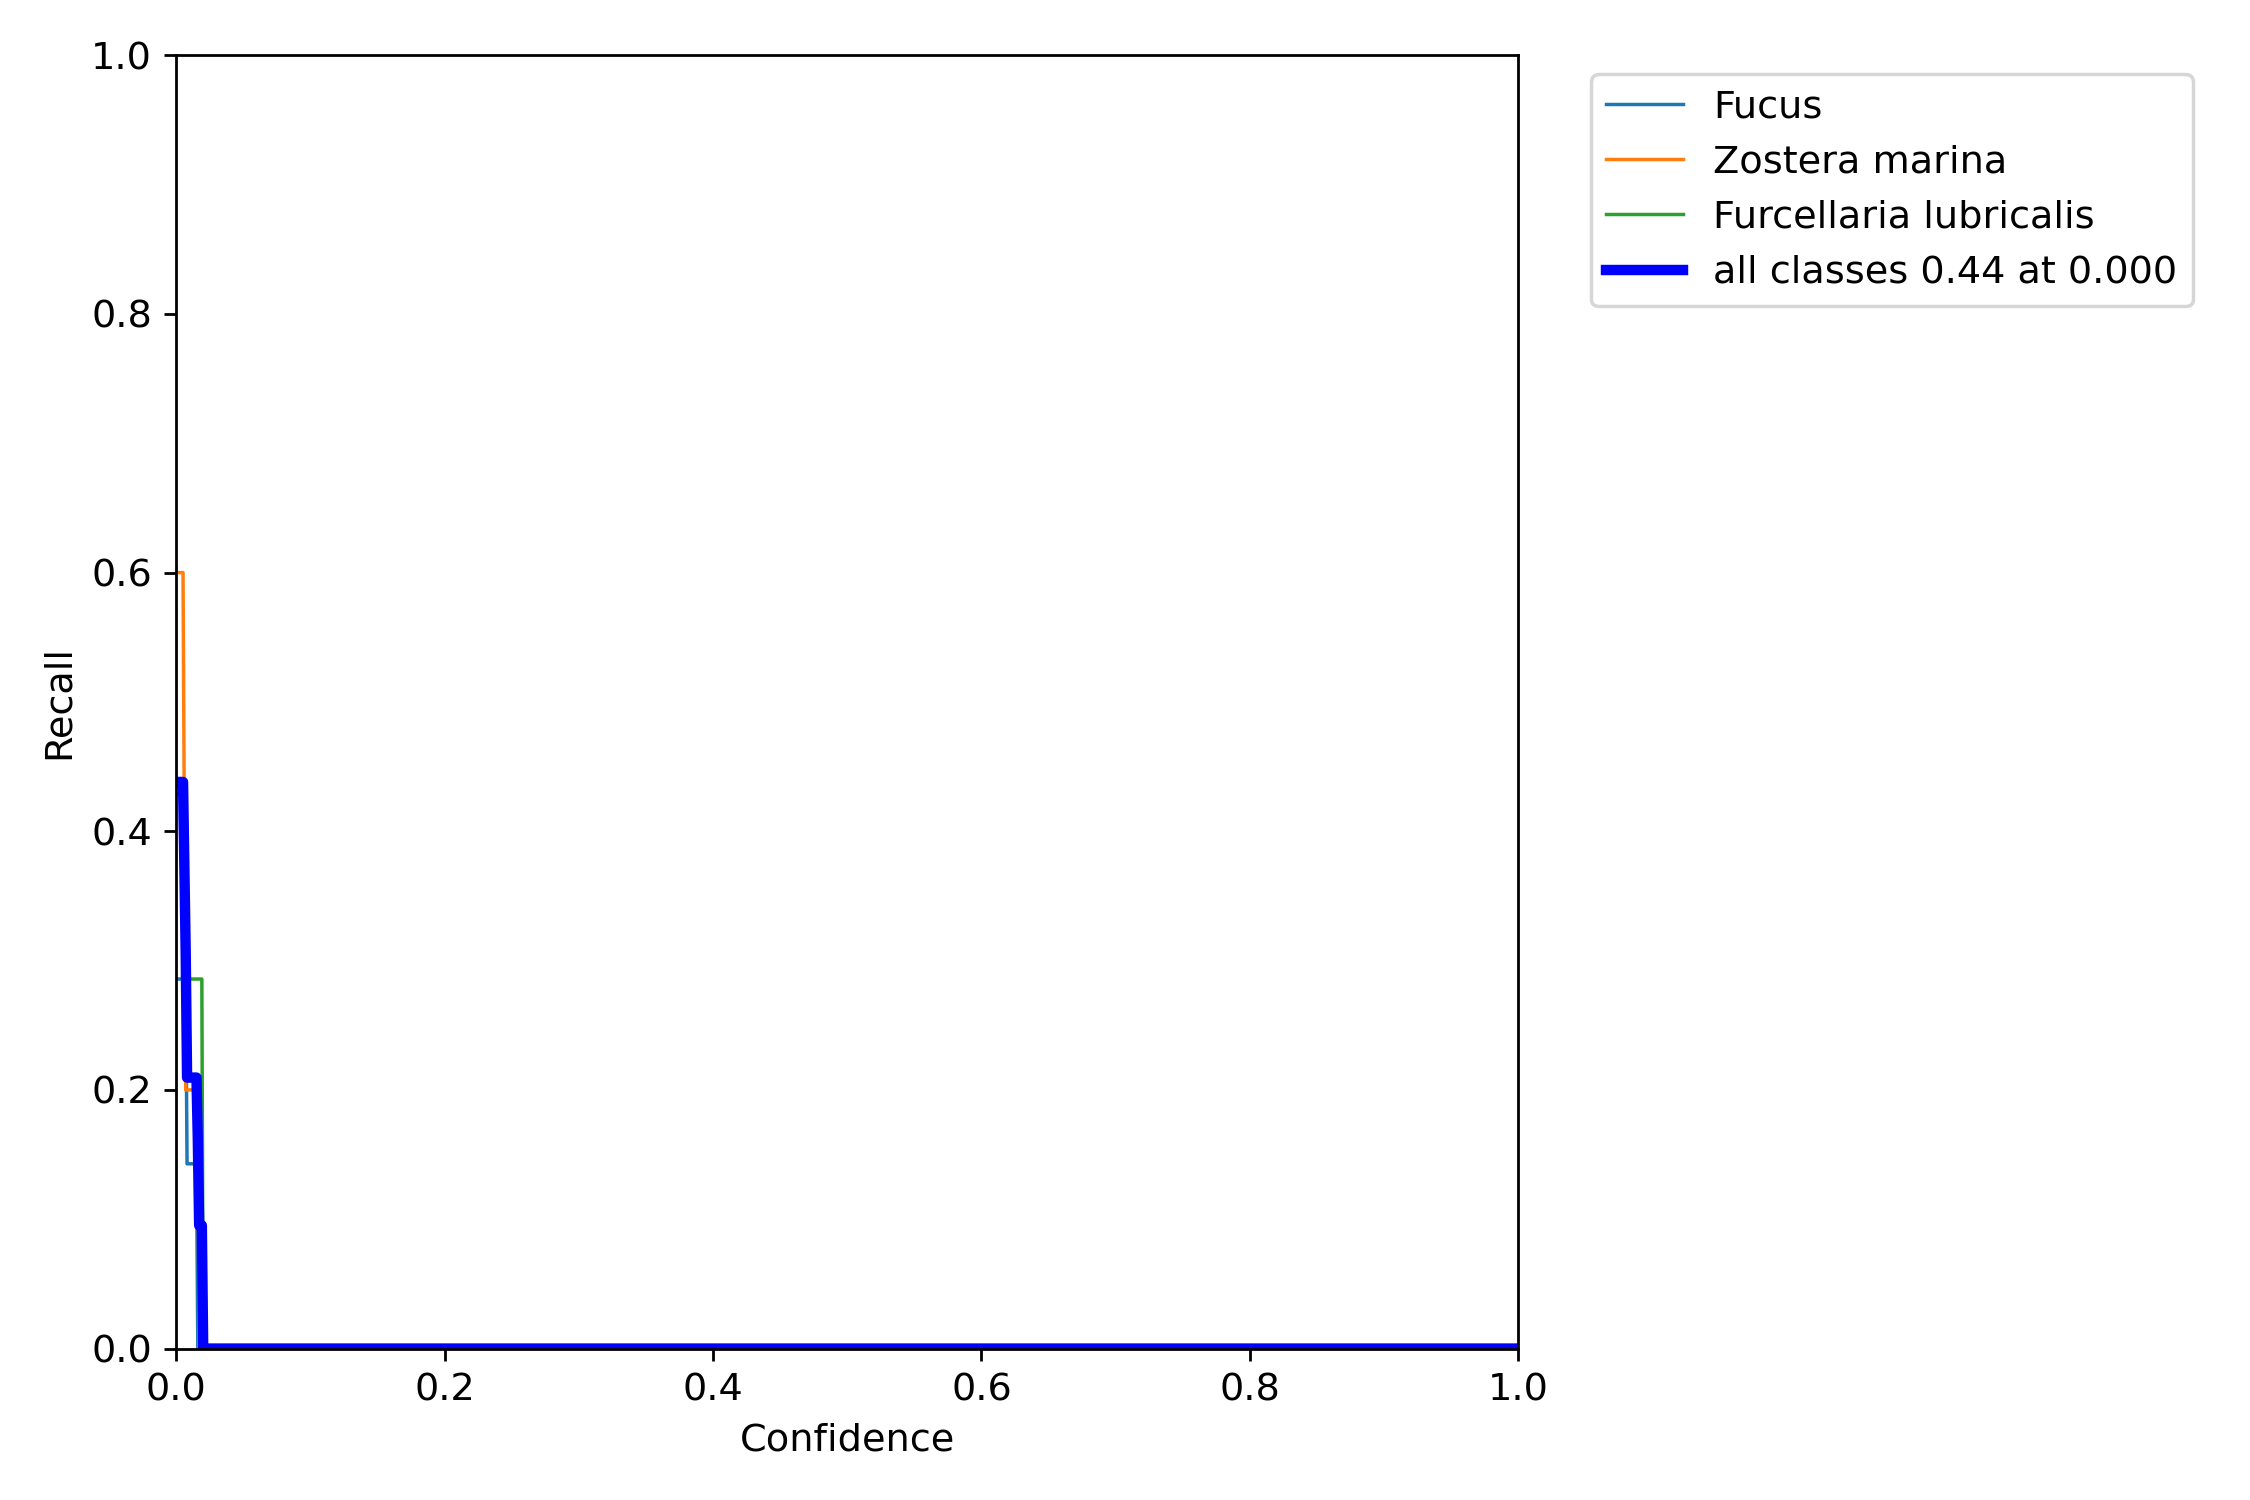 1.0
0.8
0.6
0.4
0.2
0.0
Recall
0.0 0.2 0.4 0.6 0.8 1.0
Confidence
Fucus
Zostera marina
Furcellaria lubricalis
all classes 0.44 at 0.000